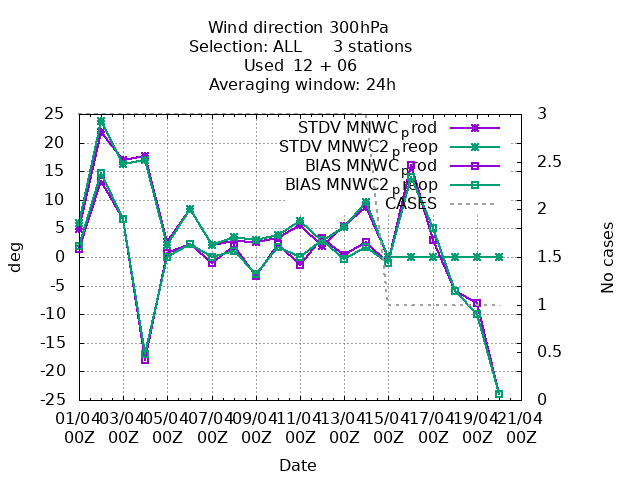 Wind direction 300hPa
Selection: ALL 3 stations
Used 12 + 06
Averaging window: 24h
STDV MNWC_prod
STDV MNWC2_preop
BIAS MNWC_prod
BIAS MNWC2_preop
CASES
25
20
15
10
5
0
-5
-10
-15
-20
-25
deg
3
2.5
2
1.5
1
0.5
0
No cases
01/04 03/04 05/04 07/04 09/04 11/04 13/04 15/04 17/04 19/04 21/04
00Z 00Z 00Z 00Z 00Z 00Z 00Z 00Z 00Z 00Z 00Z
Date